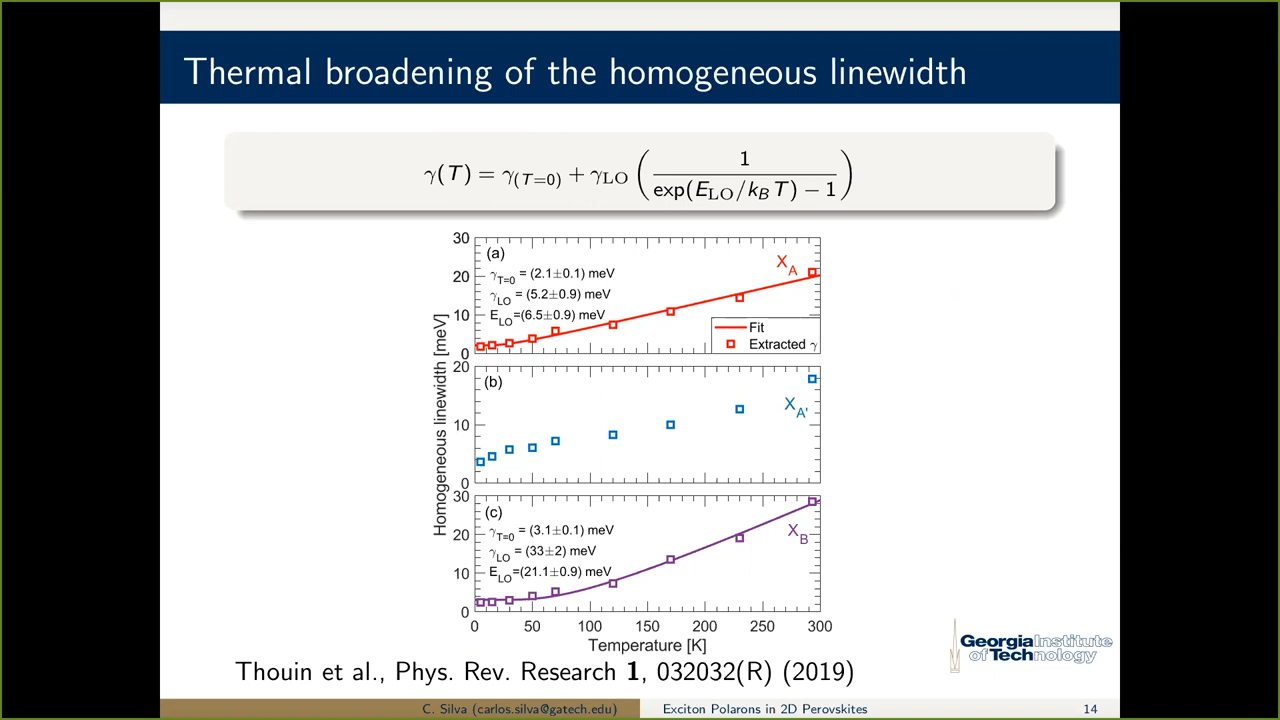 Thermal broadening of the homogeneous linewidth
γ(T) = γ(T=0) + γLO ( 1 / exp(ELO/kBT) − 1 )
30
(a)
XA
γT=0 = (2.1±0.1) meV
20
γLO = (5.2±0.9) meV
ELO=(6.5±0.9) meV
10
Fit
Extracted γ
0
20
(b)
XA'
10
0
30
(c)
γT=0 = (3.1±0.1) meV
XB
20
γLO = (33±2) meV
ELO=(21.1±0.9) meV
10
0
Homogeneous linewidth [meV]
0 50 100 150 200 250 300
Temperature [K]
Georgia Institute
of Technology
Thouin et al., Phys. Rev. Research 1, 032032(R) (2019)
C. Silva (carlos.silva@gatech.edu) Exciton Polarons in 2D Perovskites 14